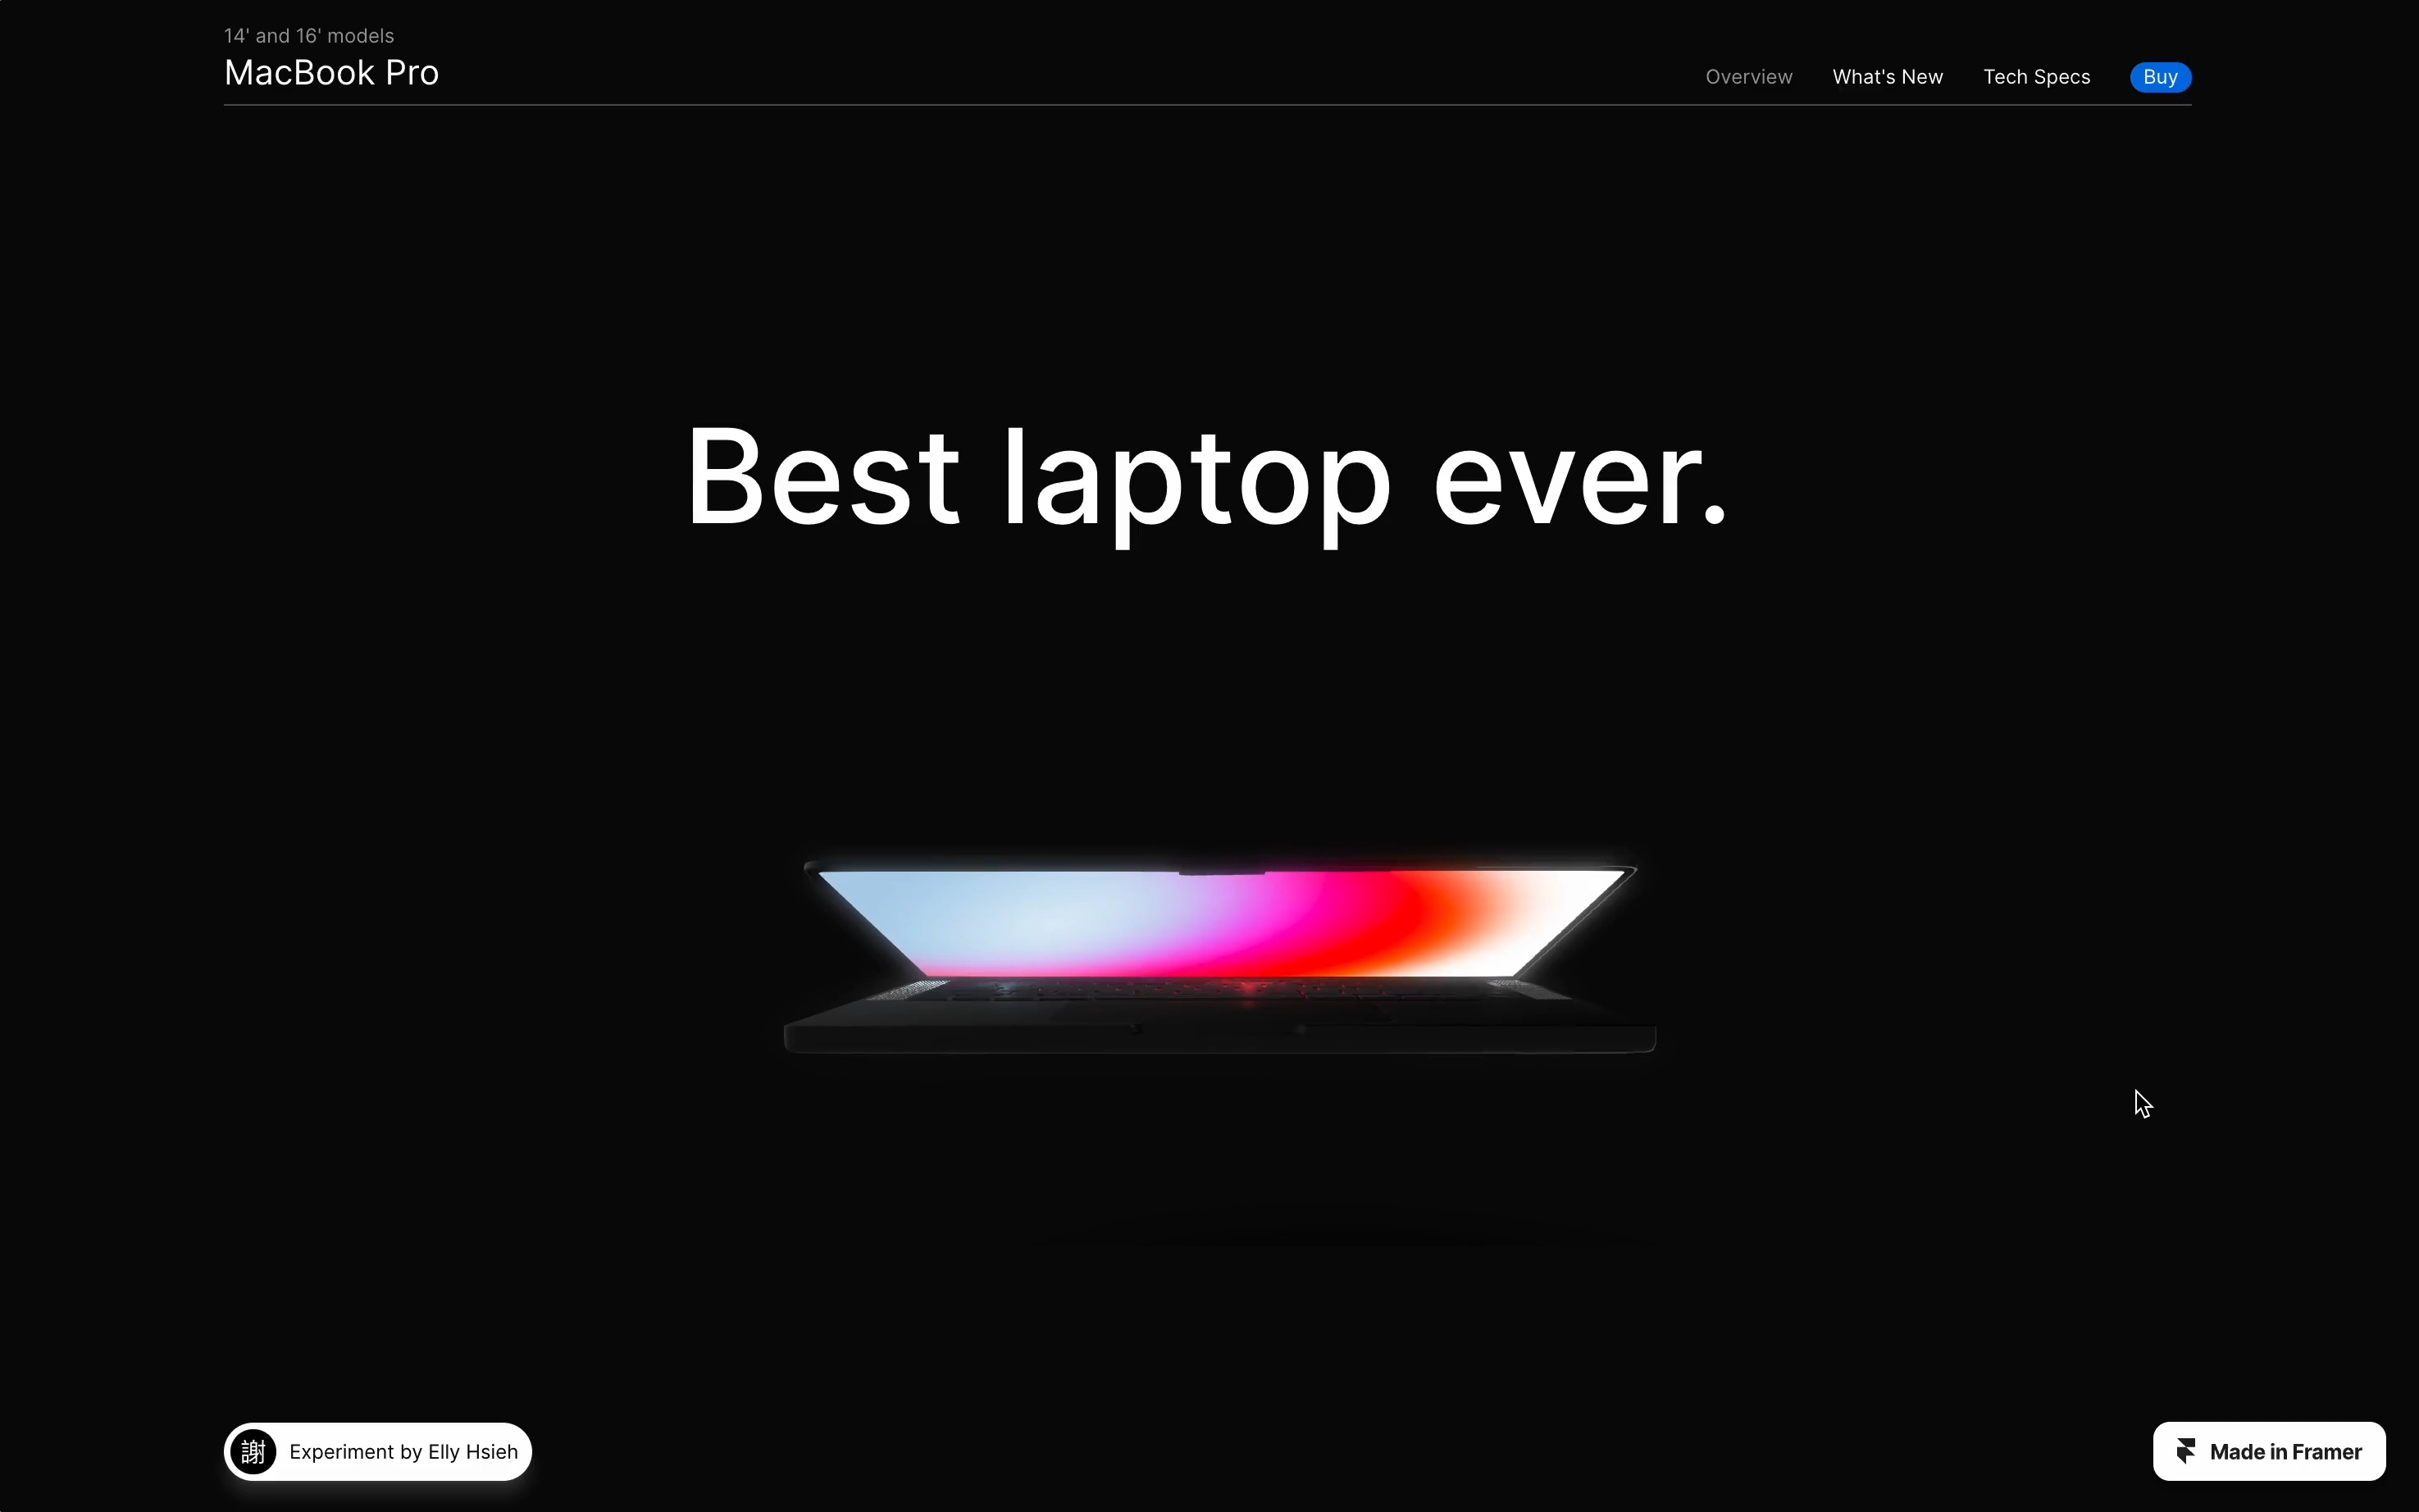 14' and 16' models
MacBook Pro
Overview What's New Tech Specs Buy
Best laptop ever.
謝 Experiment by Elly Hsieh
Made in Framer